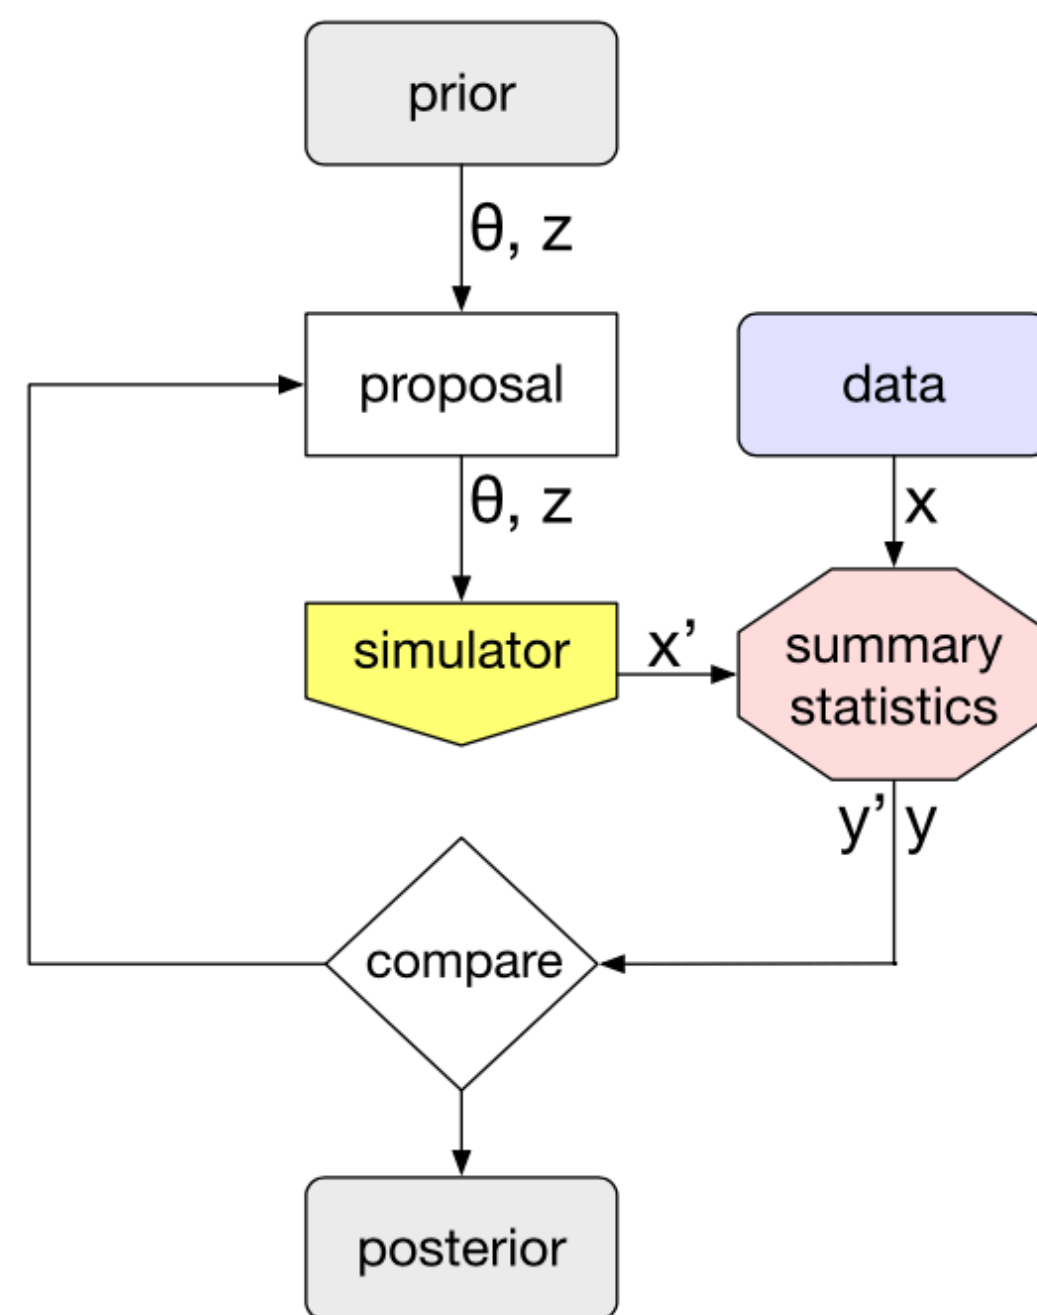 prior
θ, z
proposal
data
θ, z
x
simulator
x’
summary
statistics
y’ y
compare
posterior